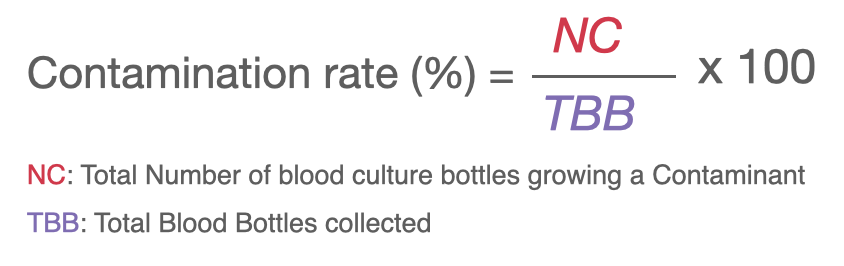 Contamination rate (%) = NC / TBB x 100
NC: Total Number of blood culture bottles growing a Contaminant
TBB: Total Blood Bottles collected